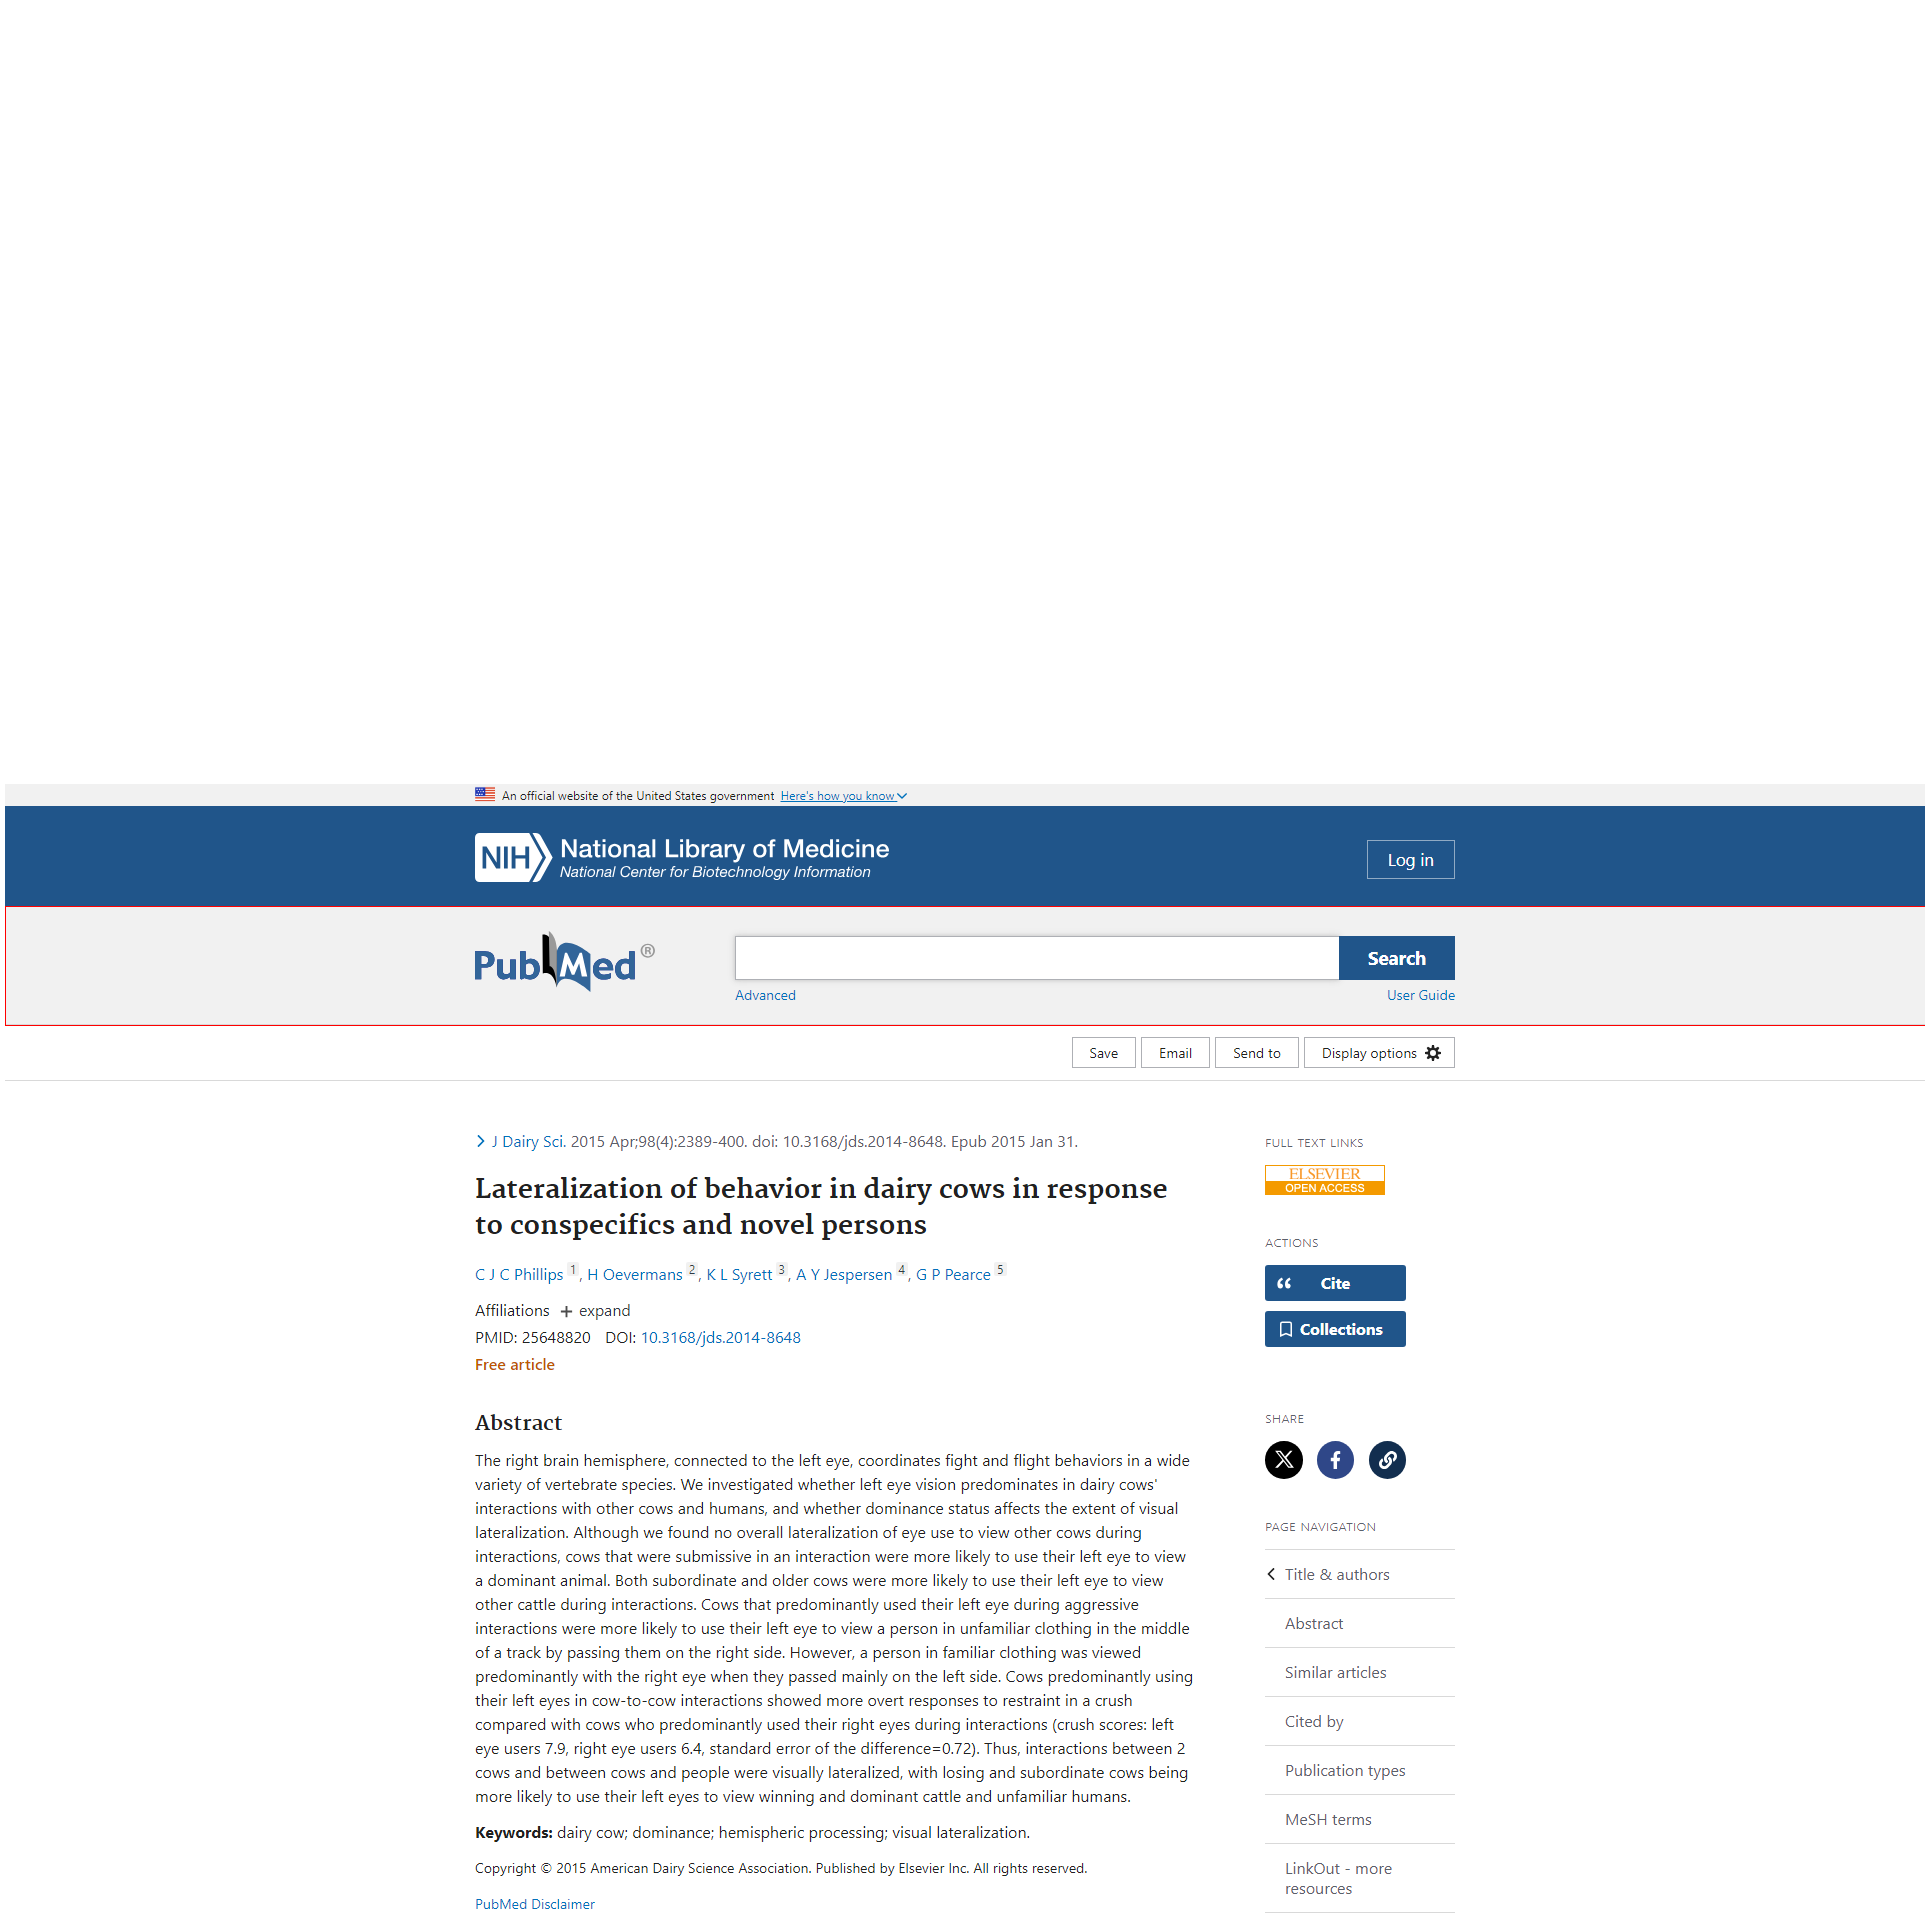 An official website of the United States government Here's how you know
NIH National Library of Medicine
National Center for Biotechnology Information
Log in
PubMed®
Search
Advanced
User Guide
Save
Email
Send to
Display options
J Dairy Sci. 2015 Apr;98(4):2389-400. doi: 10.3168/jds.2014-8648. Epub 2015 Jan 31.
Lateralization of behavior in dairy cows in response
to conspecifics and novel persons
C J C Phillips 1, H Oevermans 2, K L Syrett 3, A Y Jespersen 4, G P Pearce 5
Affiliations + expand
PMID: 25648820 DOI: 10.3168/jds.2014-8648
Free article
Abstract
The right brain hemisphere, connected to the left eye, coordinates fight and flight behaviors in a wide
variety of vertebrate species. We investigated whether left eye vision predominates in dairy cows'
interactions with other cows and humans, and whether dominance status affects the extent of visual
lateralization. Although we found no overall lateralization of eye use to view other cows during
interactions, cows that were submissive in an interaction were more likely to use their left eye to view
a dominant animal. Both subordinate and older cows were more likely to use their left eye to view
other cattle during interactions. Cows that predominantly used their left eye during aggressive
interactions were more likely to use their left eye to view a person in unfamiliar clothing in the middle
of a track by passing them on the right side. However, a person in familiar clothing was viewed
predominantly with the right eye when they passed mainly on the left side. Cows predominantly using
their left eyes in cow-to-cow interactions showed more overt responses to restraint in a crush
compared with cows who predominantly used their right eyes during interactions (crush scores: left
eye users 7.9, right eye users 6.4, standard error of the difference=0.72). Thus, interactions between 2
cows and between cows and people were visually lateralized, with losing and subordinate cows being
more likely to use their left eyes to view winning and dominant cattle and unfamiliar humans.
Keywords: dairy cow; dominance; hemispheric processing; visual lateralization.
Copyright © 2015 American Dairy Science Association. Published by Elsevier Inc. All rights reserved.
PubMed Disclaimer
FULL TEXT LINKS
ELSEVIER
OPEN ACCESS
ACTIONS
Cite
Collections
SHARE
PAGE NAVIGATION
Title & authors
Abstract
Similar articles
Cited by
Publication types
MeSH terms
LinkOut - more
resources